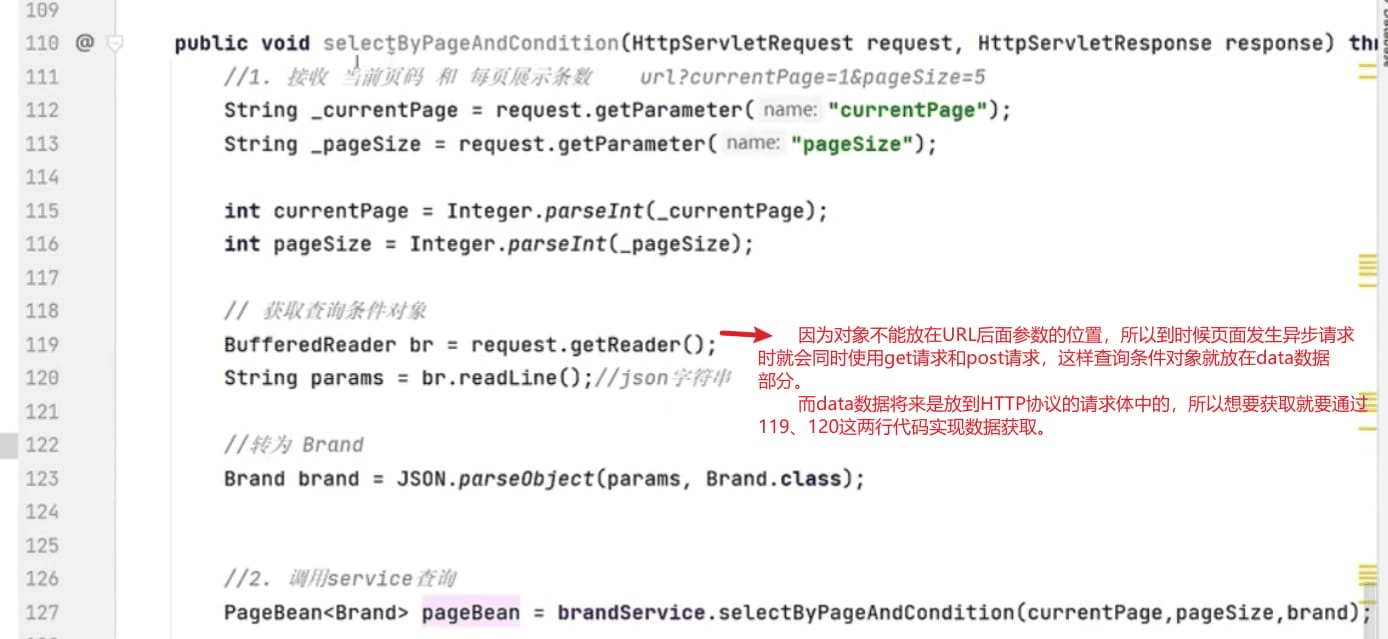 109
110 @ public void selectByPageAndCondition(HttpServletRequest request, HttpServletResponse response) thr
111 //1. 接收 当前页码 和 每页展示条数 url?currentPage=1&pageSize=5
112 String _currentPage = request.getParameter( name: "currentPage");
113 String _pageSize = request.getParameter( name: "pageSize");
114
115 int currentPage = Integer.parseInt(_currentPage);
116 int pageSize = Integer.parseInt(_pageSize);
117
118 // 获取查询条件对象
119 BufferedReader br = request.getReader();
120 String params = br.readLine();//json字符串
因为对象不能放在URL后面参数的位置，所以到时候页面发生异步请求
时就会同时使用get请求和post请求，这样查询条件对象就放在data数据
部分。
而data数据将来是放到HTTP协议的请求体中的，所以想要获取就要通过
119、120这两行代码实现数据获取。
121
122 //转为 Brand
123 Brand brand = JSON.parseObject(params, Brand.class);
124
125
126 //2. 调用service查询
127 PageBean<Brand> pageBean = brandService.selectByPageAndCondition(currentPage,pageSize,brand);